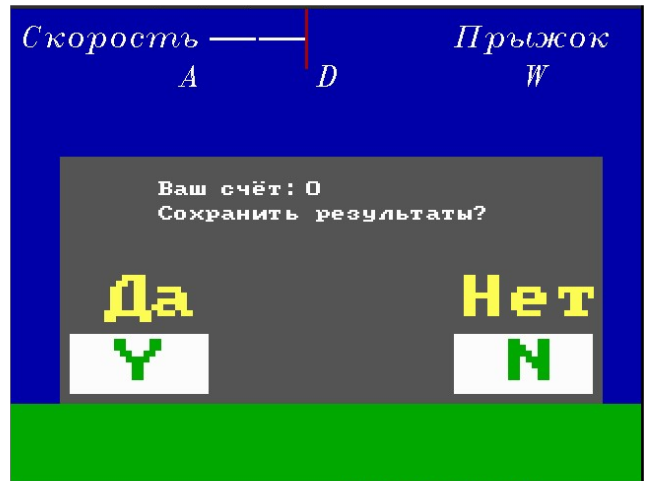 Скорость Прыжок
A D W
Ваш счёт: 0
Сохранить результаты?
Да Нет
Y N